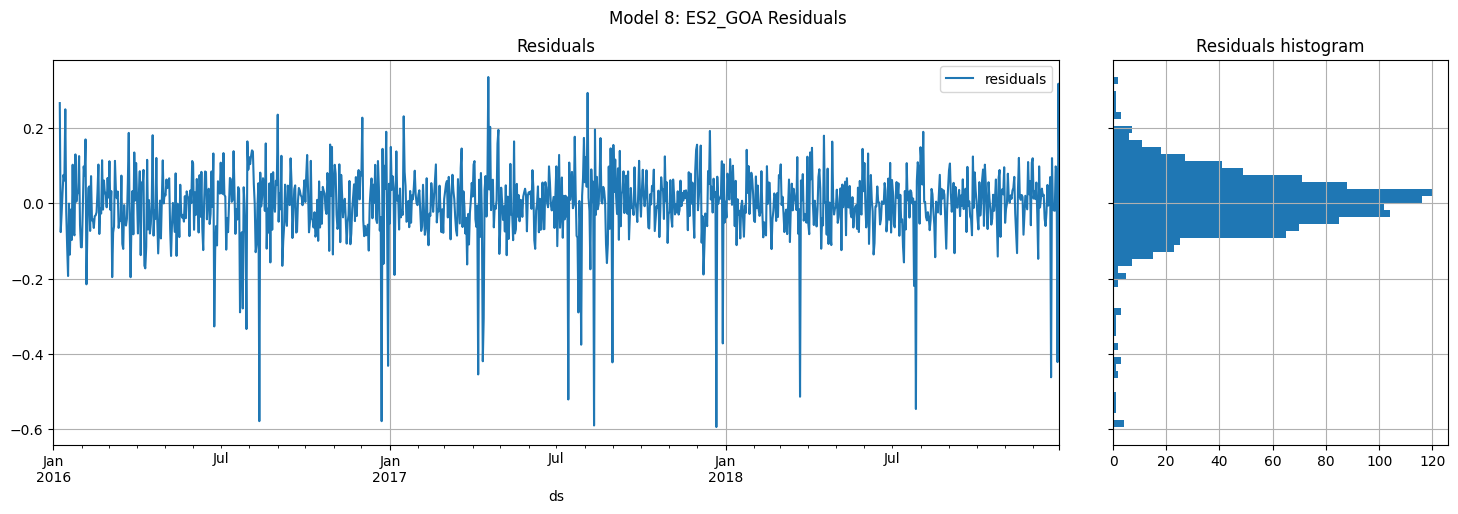 Model 8: ES2_GOA Residuals
Residuals
Residuals histogram
residuals
0.2
0.0
−0.2
−0.4
−0.6
Jan
2016
Jul
Jan
2017
Jul
Jan
2018
Jul
ds
0 20 40 60 80 100 120